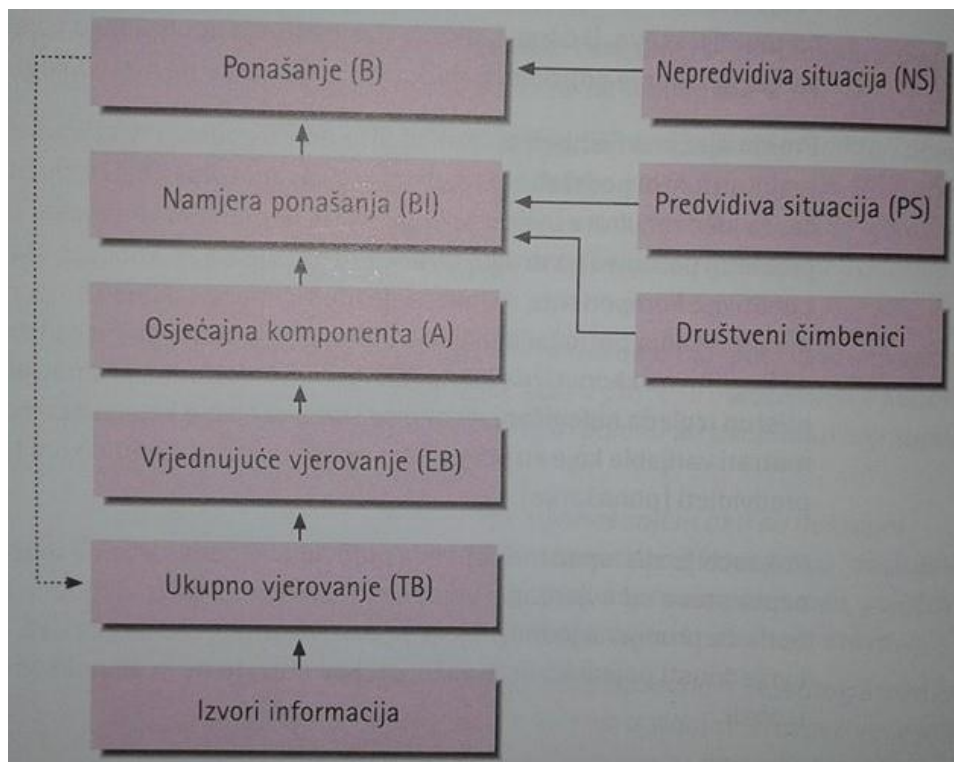 Ponašanje (B)
Nepredvidiva situacija (NS)
Namjera ponašanja (BI)
Predvidiva situacija (PS)
Osjećajna komponenta (A)
Društveni čimbenici
Vrjednujuće vjerovanje (EB)
Ukupno vjerovanje (TB)
Izvori informacija